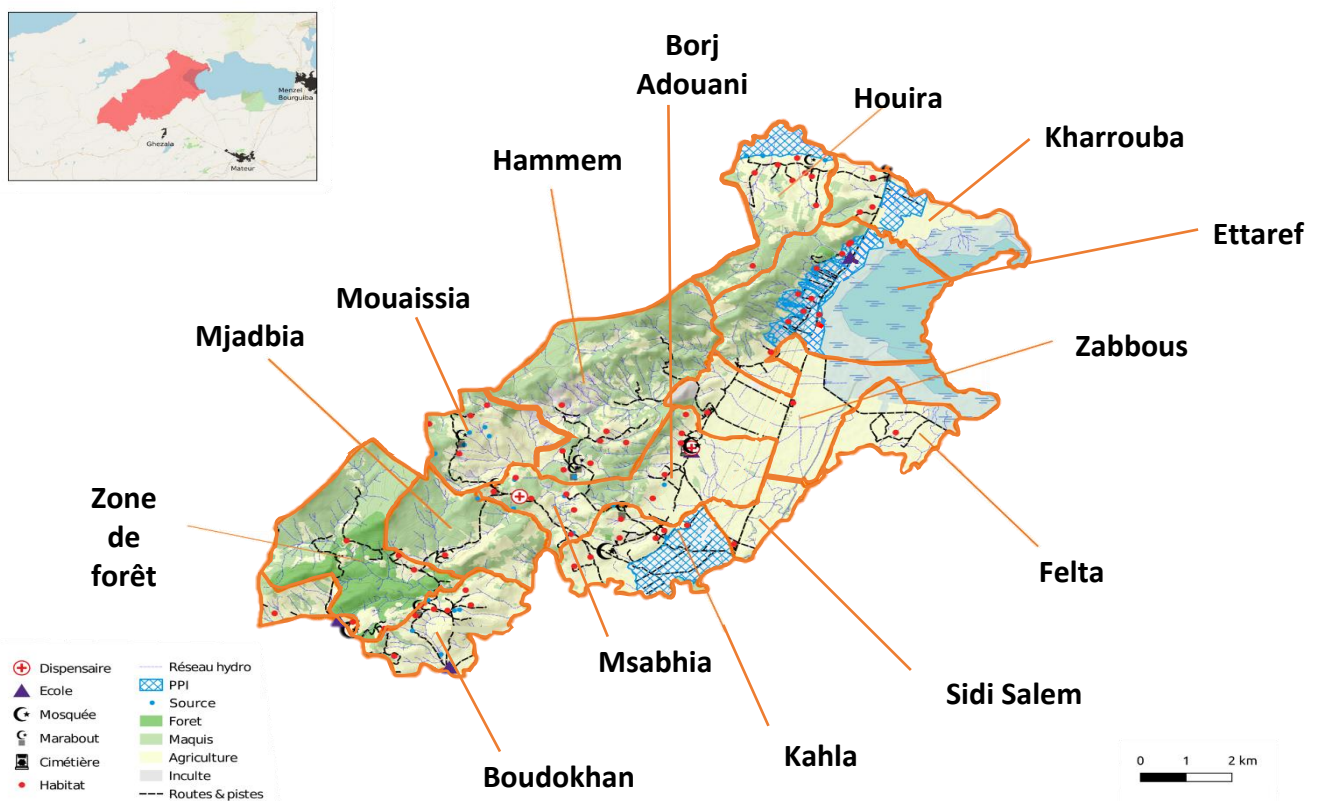 Menzel
Bourguiba
Ghezala
Mateur
Borj
Adouani
Houira
Kharrouba
Hammem
Ettaref
Mouaissia
Mjadbia
Zabbous
Zone
de
forêt
Felta
Msabhia
Sidi Salem
Kahla
Boudokhan
Dispensaire
Ecole
Mosquée
Marabout
Cimétière
Habitat
Réseau hydro
PPI
Source
Foret
Maquis
Agriculture
Inculte
Routes & pistes
0 1 2 km